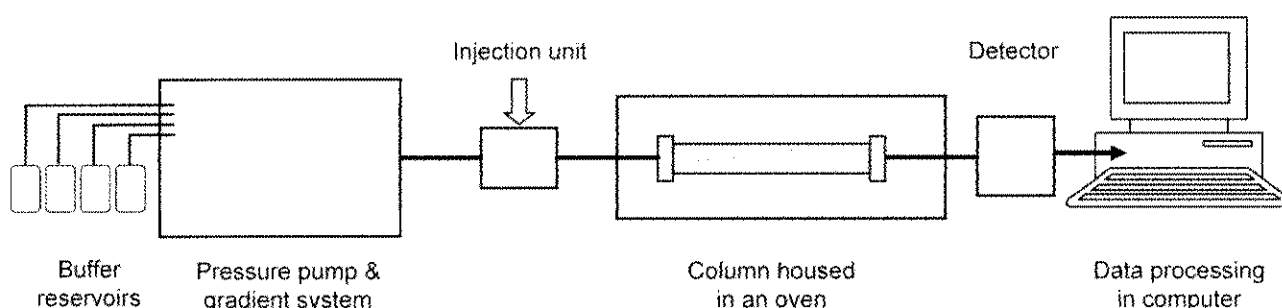 Injection unit
Detector
Buffer
reservoirs
Pressure pump &
gradient system
Column housed
in an oven
Data processing
in computer